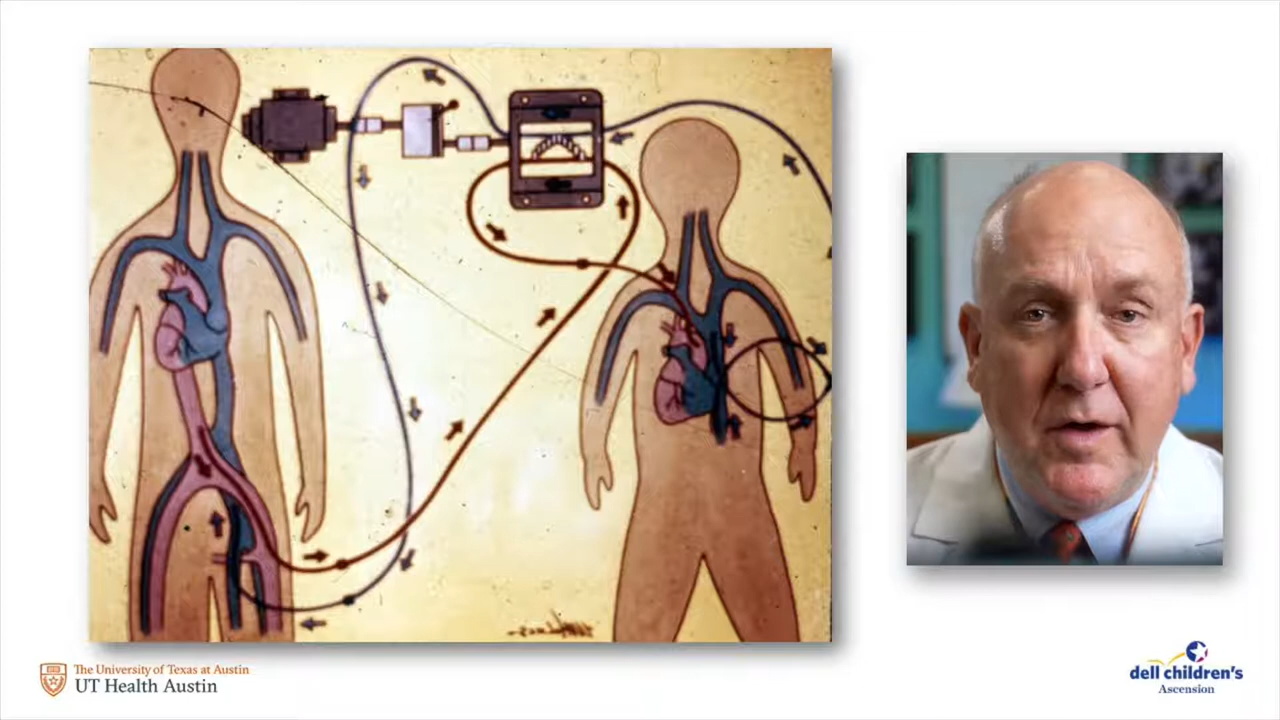 The University of Texas at Austin
UT Health Austin
dell children's
Ascension